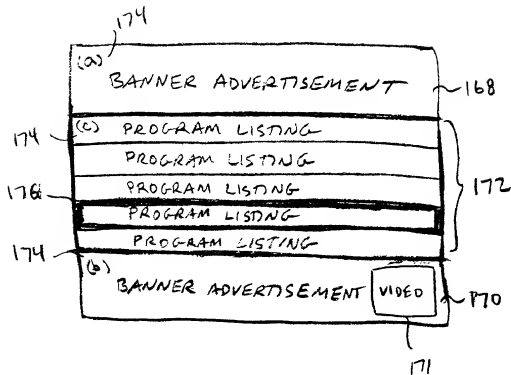 174
(a)
BANNER ADVERTISEMENT
168
174
(c) PROGRAM LISTING
PROGRAM LISTING
172
PROGRAM LISTING
176
PROGRAM LISTING
PROGRAM LISTING
174
(b)
BANNER ADVERTISEMENT
VIDEO
170
171